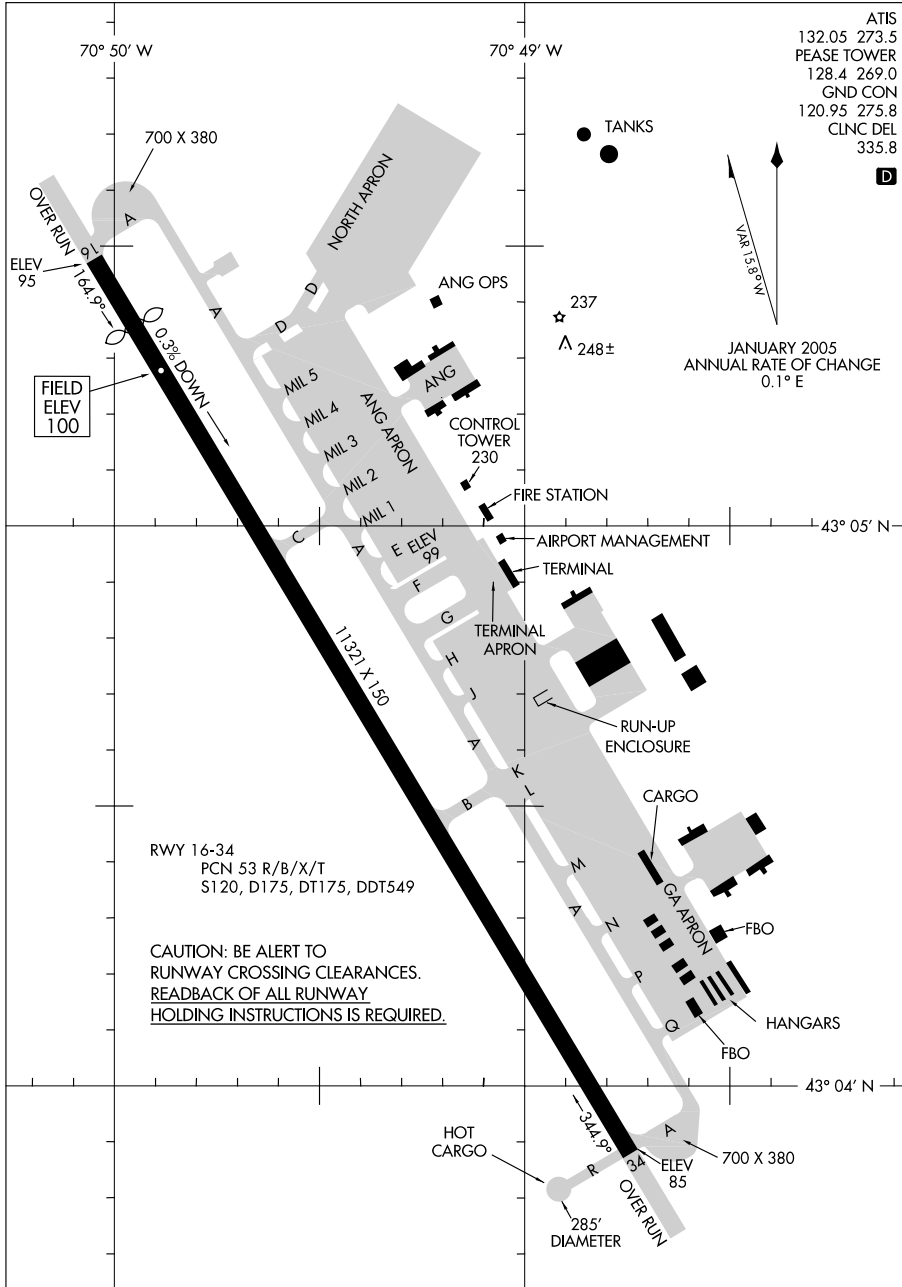 70° 50' W
70° 49' W
ATIS
132.05 273.5
PEASE TOWER
128.4 269.0
GND CON
120.95 275.8
CLNC DEL
335.8
D
700 X 380
TANKS
NORTH APRON
OVER RUN
A
16
ELEV
95
164.9°
VAR 15.8° W
D
D
A
ANG OPS
237
248±
0.3% DOWN
JANUARY 2005
ANNUAL RATE OF CHANGE
0.1° E
FIELD
ELEV
100
MIL 5
ANG
MIL 4
ANG APRON
MIL 3
CONTROL
TOWER
230
MIL 2
FIRE STATION
MIL 1
C
43° 05' N
A
E
ELEV
99
AIRPORT MANAGEMENT
TERMINAL
F
G
TERMINAL
APRON
11321 X 150
H
J
RUN-UP
ENCLOSURE
A
K
L
B
CARGO
RWY 16-34
PCN 53 R/B/X/T
S120, D175, DT175, DDT549
M
A
N
GA APRON
FBO
CAUTION: BE ALERT TO
RUNWAY CROSSING CLEARANCES.
READBACK OF ALL RUNWAY
HOLDING INSTRUCTIONS IS REQUIRED.
P
Q
HANGARS
FBO
43° 04' N
344.9°
HOT
CARGO
A
700 X 380
34
ELEV
85
R
OVER RUN
285'
DIAMETER